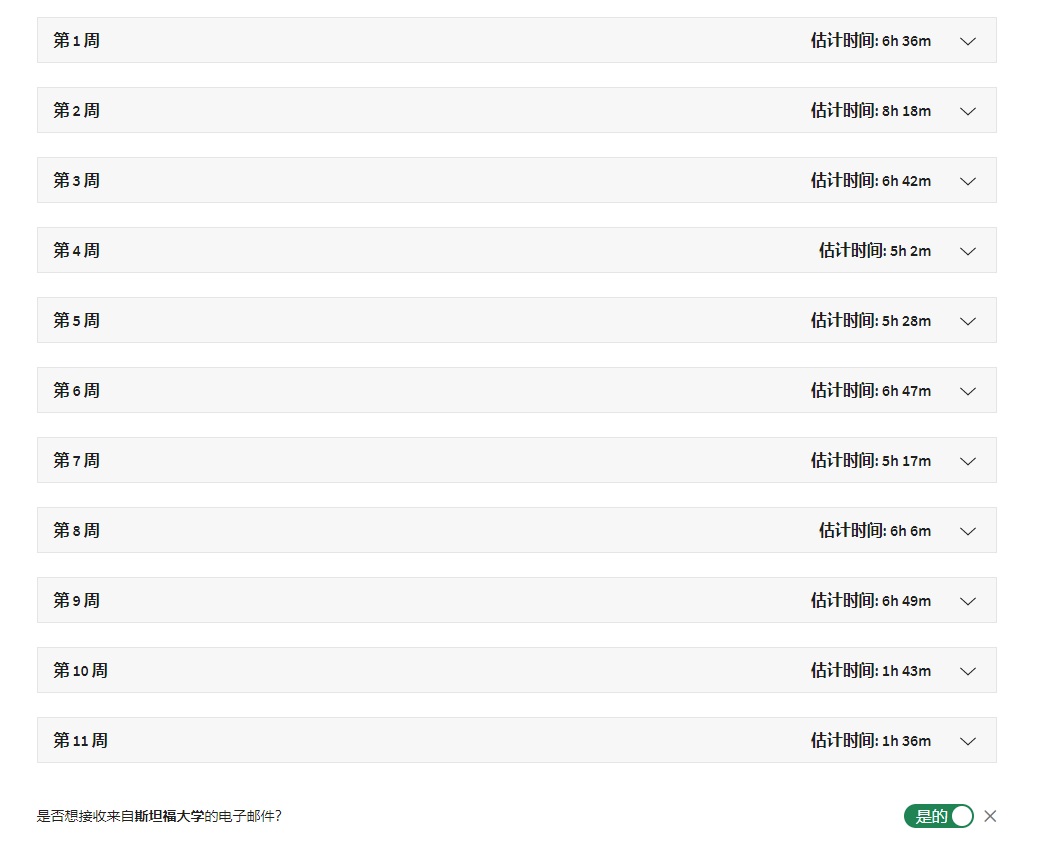 第 1 周 估计时间: 6h 36m
第 2 周 估计时间: 8h 18m
第 3 周 估计时间: 6h 42m
第 4 周 估计时间: 5h 2m
第 5 周 估计时间: 5h 28m
第 6 周 估计时间: 6h 47m
第 7 周 估计时间: 5h 17m
第 8 周 估计时间: 6h 6m
第 9 周 估计时间: 6h 49m
第 10 周 估计时间: 1h 43m
第 11 周 估计时间: 1h 36m
是否想接收来自斯坦福大学的电子邮件? 是的